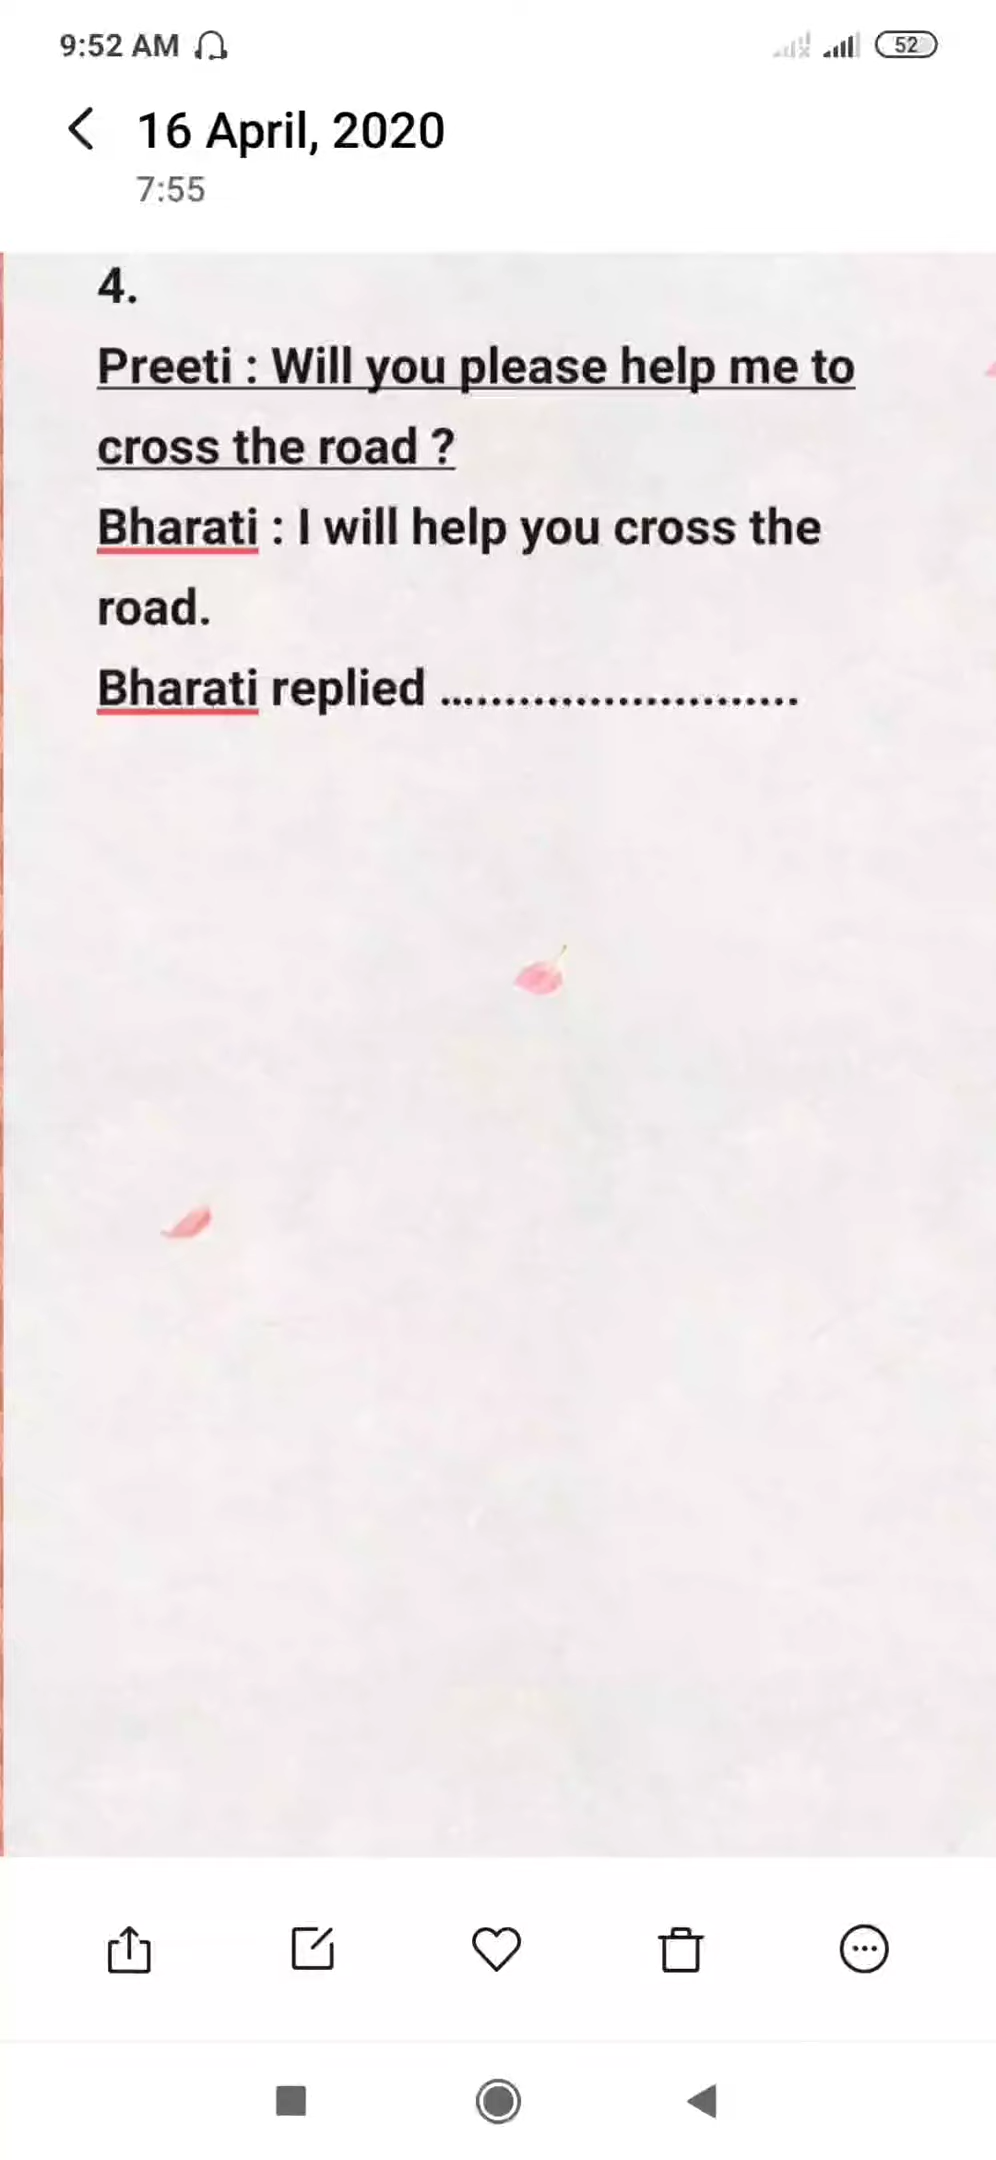 9:52 AM
52
16 April, 2020
7:55
4.
Preeti : Will you please help me to
cross the road ?
Bharati : I will help you cross the
road.
Bharati replied .........................